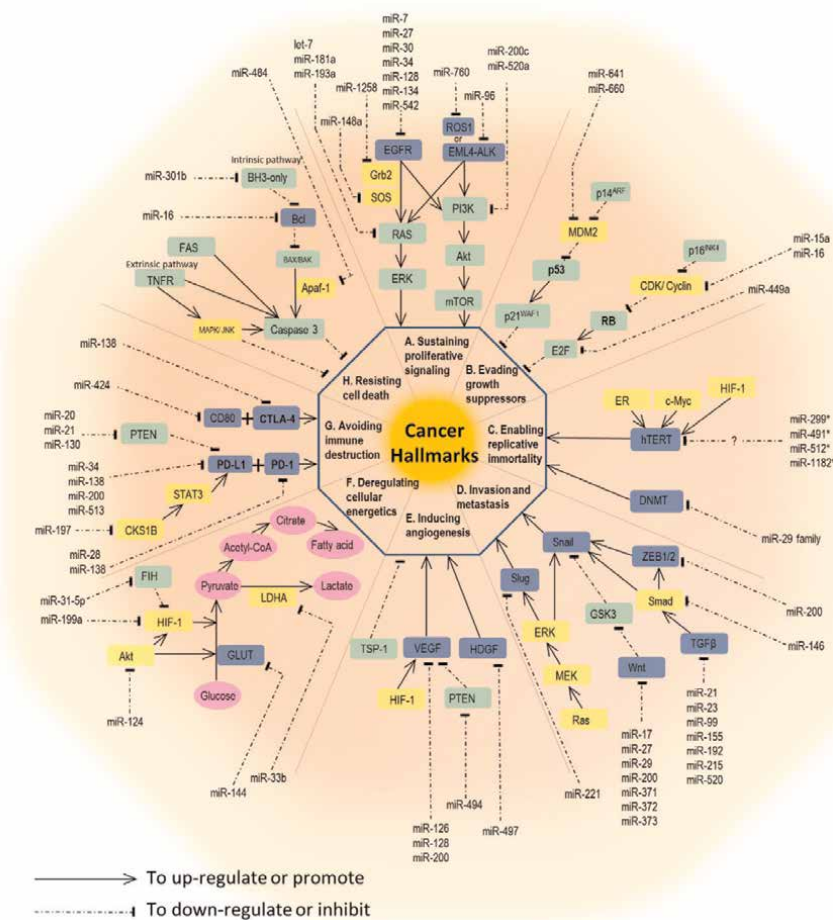 miR-7
miR-27
miR-30
miR-34
miR-128
miR-134
miR-542
let-7
miR-181a
miR-193a
miR-484
miR-1258
miR-148a
miR-200c
miR-520a
miR-760
miR-96
miR-641
miR-660
ROS1
or
EML4-ALK
EGFR
Grb2
SOS
PI3K
RAS
Akt
ERK
mTOR
Intrinsic pathway
miR-301b
BH3-only
miR-16
Bcl
BAX/BAK
FAS
Extrinsic pathway
TNFR
Apaf-1
MAPK/JNK
Caspase 3
p14ARF
MDM2
p53
p16INK4
CDK/Cyclin
miR-15a
miR-16
p21WAF1
RB
miR-449a
E2F
A. Sustaining
proliferative
signaling
B. Evading
growth
suppressors
C. Enabling
replicative
immortality
D. Invasion and
metastasis
E. Inducing
angiogenesis
F. Deregulating
cellular
energetics
G. Avoiding
immune
destruction
H. Resisting
cell death
Cancer
Hallmarks
miR-138
miR-424
CD80
+
CTLA-4
miR-20
miR-21
miR-130
PTEN
miR-34
miR-138
miR-200
miR-513
PD-L1
+
PD-1
STAT3
miR-197
CKS1B
miR-28
miR-138
ER
c-Myc
HIF-1
hTERT
?
miR-299*
miR-491*
miR-512*
miR-1182*
DNMT
miR-29 family
Citrate
Acetyl-CoA
Fatty acid
Pyruvate
Lactate
LDHA
FIH
miR-31-5p
miR-199a
HIF-1
Akt
GLUT
Glucose
miR-124
miR-144
miR-33b
TSP-1
VEGF
HDGF
HIF-1
PTEN
miR-494
miR-497
miR-126
miR-128
miR-200
Snail
ZEB1/2
Slug
Smad
GSK3
ERK
TGFβ
Wnt
MEK
Ras
miR-200
miR-146
miR-221
miR-17
miR-27
miR-29
miR-200
miR-371
miR-372
miR-373
miR-21
miR-23
miR-99
miR-155
miR-192
miR-215
miR-520
To up-regulate or promote
To down-regulate or inhibit